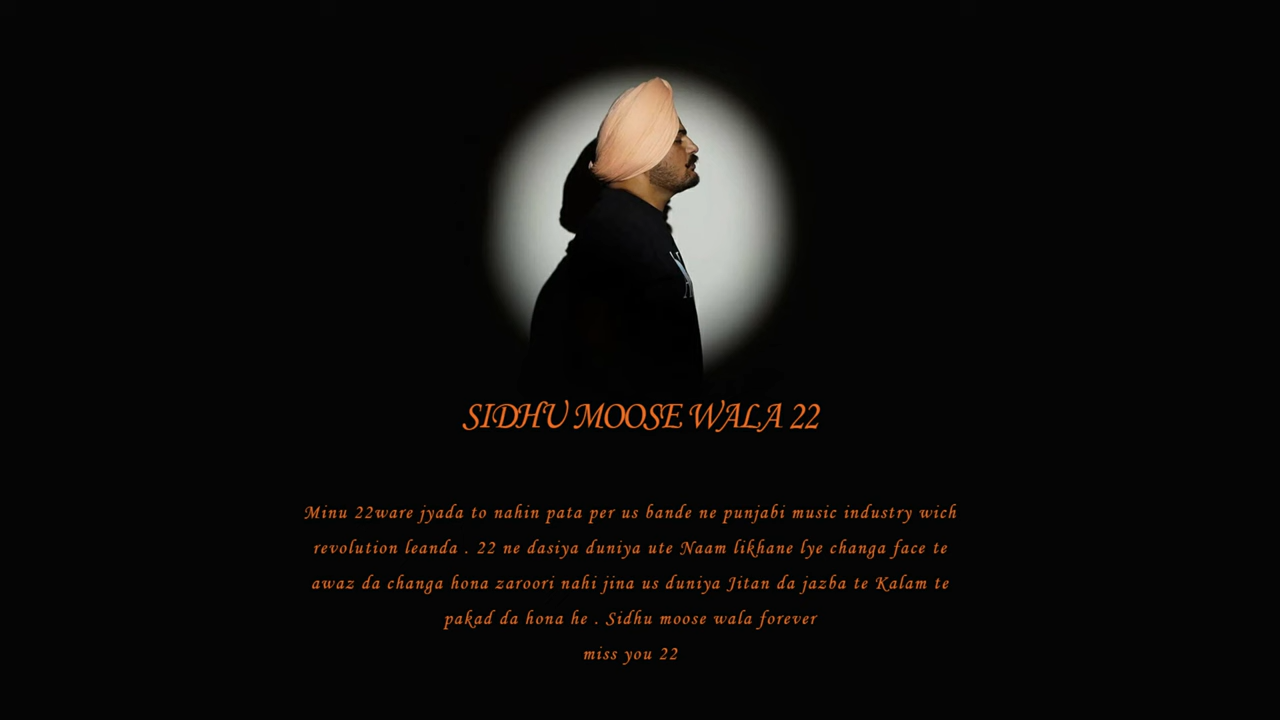 SIDHU MOOSE WALA 22
Minu 22ware jyada to nahin pata per us bande ne punjabi music industry wich
revolution leanda . 22 ne dasiya duniya ute Naam likhane lye changa face te
awaz da changa hona zaroori nahi jina us duniya Jitan da jazba te Kalam te
pakad da hona he . Sidhu moose wala forever
miss you 22